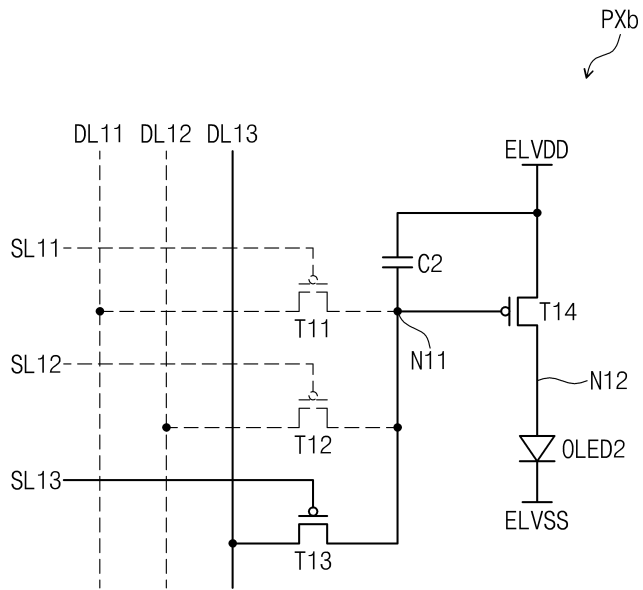 PXb
DL11 DL12 DL13
ELVDD
SL11
C2
T11
T14
N11
SL12
N12
T12
OLED2
SL13
ELVSS
T13